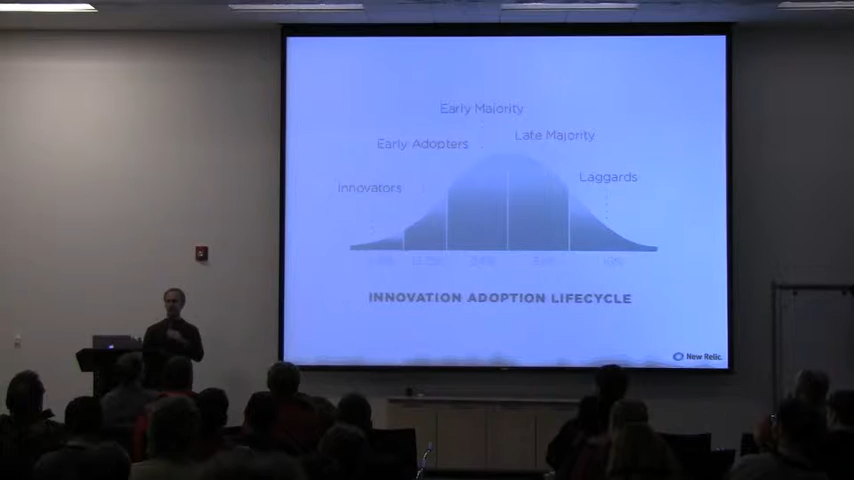 Early Majority
Late Majority
Early Adopters
Laggards
Innovators
INNOVATION ADOPTION LIFECYCLE
New Relic